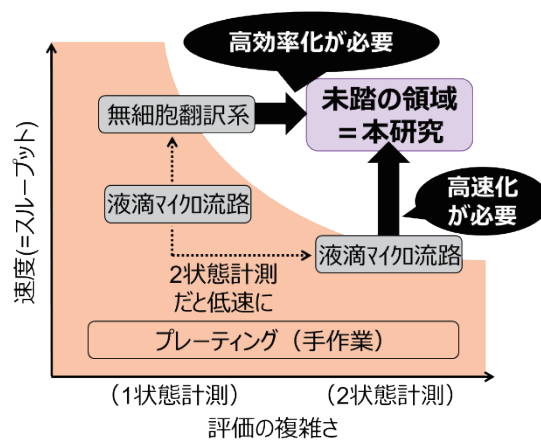 高効率化が必要
無細胞翻訳系
未踏の領域
＝本研究
液滴マイクロ流路
高速化
が必要
2状態計測
だと低速に
液滴マイクロ流路
プレーティング（手作業）
速度(=スループット)
（1状態計測）
（2状態計測）
評価の複雑さ